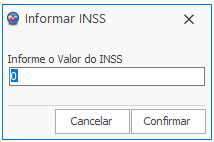 Informar INSS
Informe o Valor do INSS
0
Cancelar
Confirmar